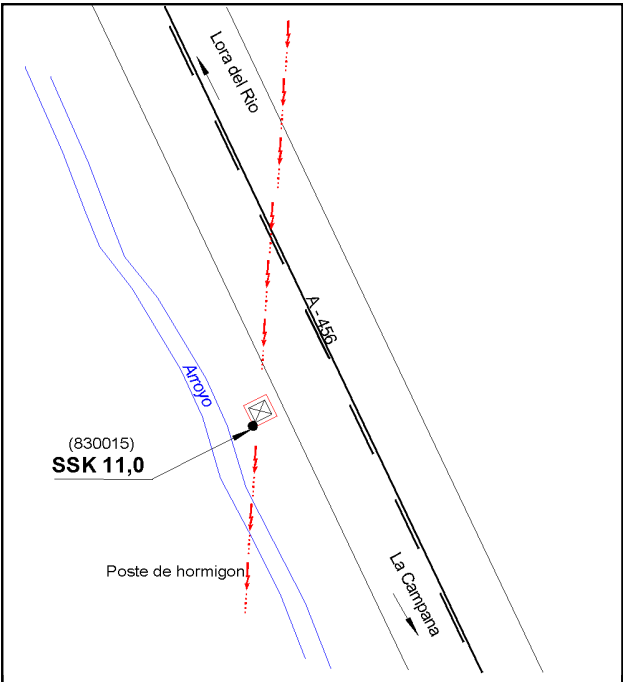 Lora del Rio
A - 456
Arroyo
(830015)
SSK 11,0
Poste de hormigon
La Campana